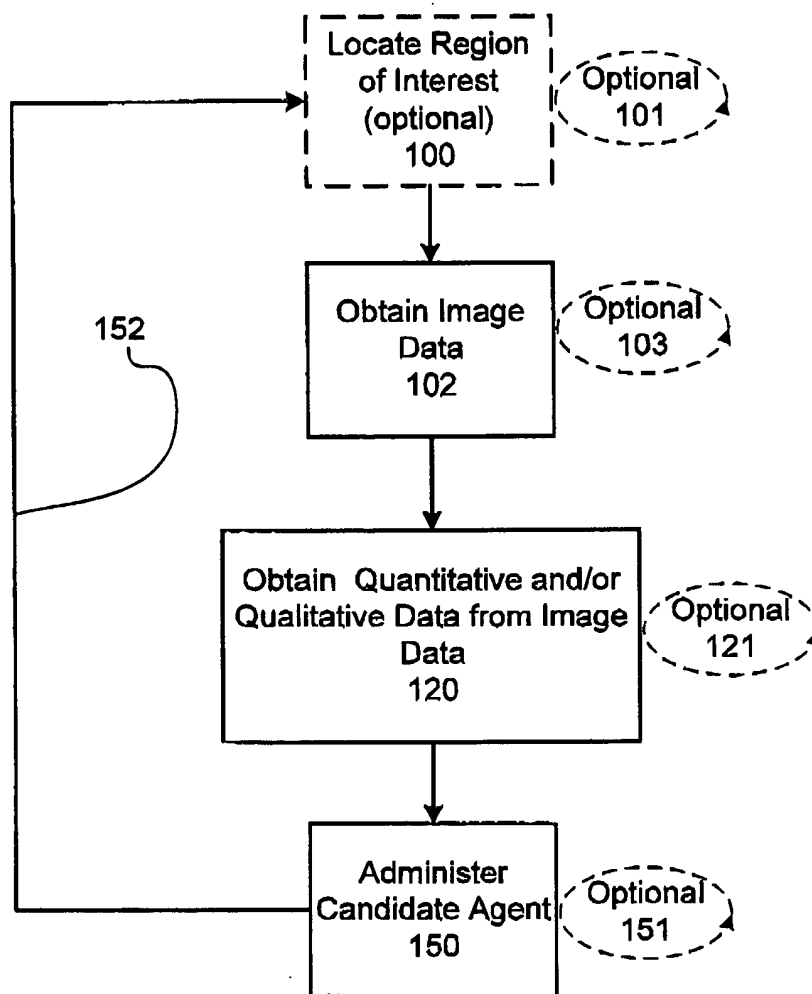 Locate Region
of Interest
(optional)
100
Optional
101
Obtain Image
Data
102
Optional
103
152
Obtain Quantitative and/or
Qualitative Data from Image
Data
120
Optional
121
Administer
Candidate Agent
150
Optional
151